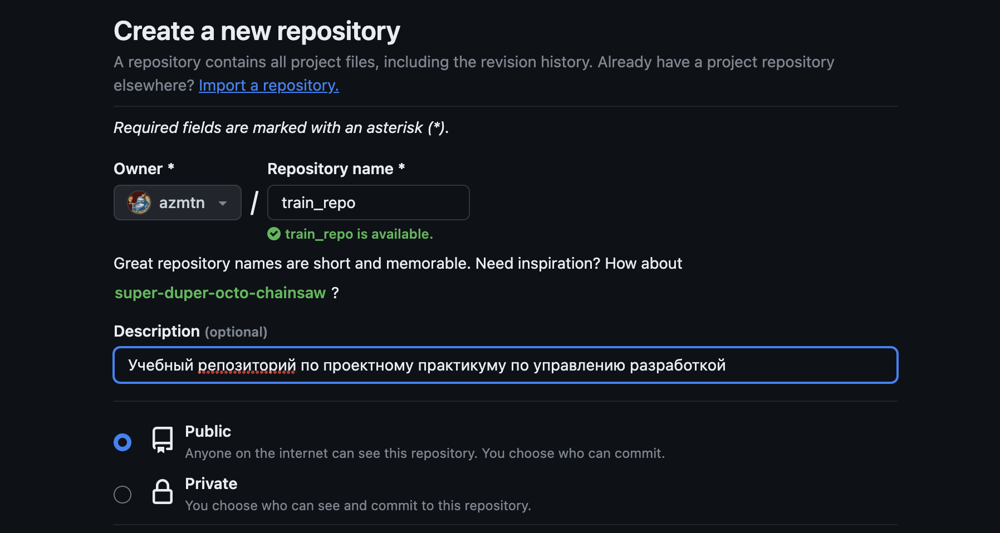 Create a new repository
A repository contains all project files, including the revision history. Already have a project repository
elsewhere? Import a repository.
Required fields are marked with an asterisk (*).
Owner * Repository name *
azmtn / train_repo
train_repo is available.
Great repository names are short and memorable. Need inspiration? How about
super-duper-octo-chainsaw ?
Description (optional)
Учебный репозиторий по проектному практикуму по управлению разработкой
Public
Anyone on the internet can see this repository. You choose who can commit.
Private
You choose who can see and commit to this repository.